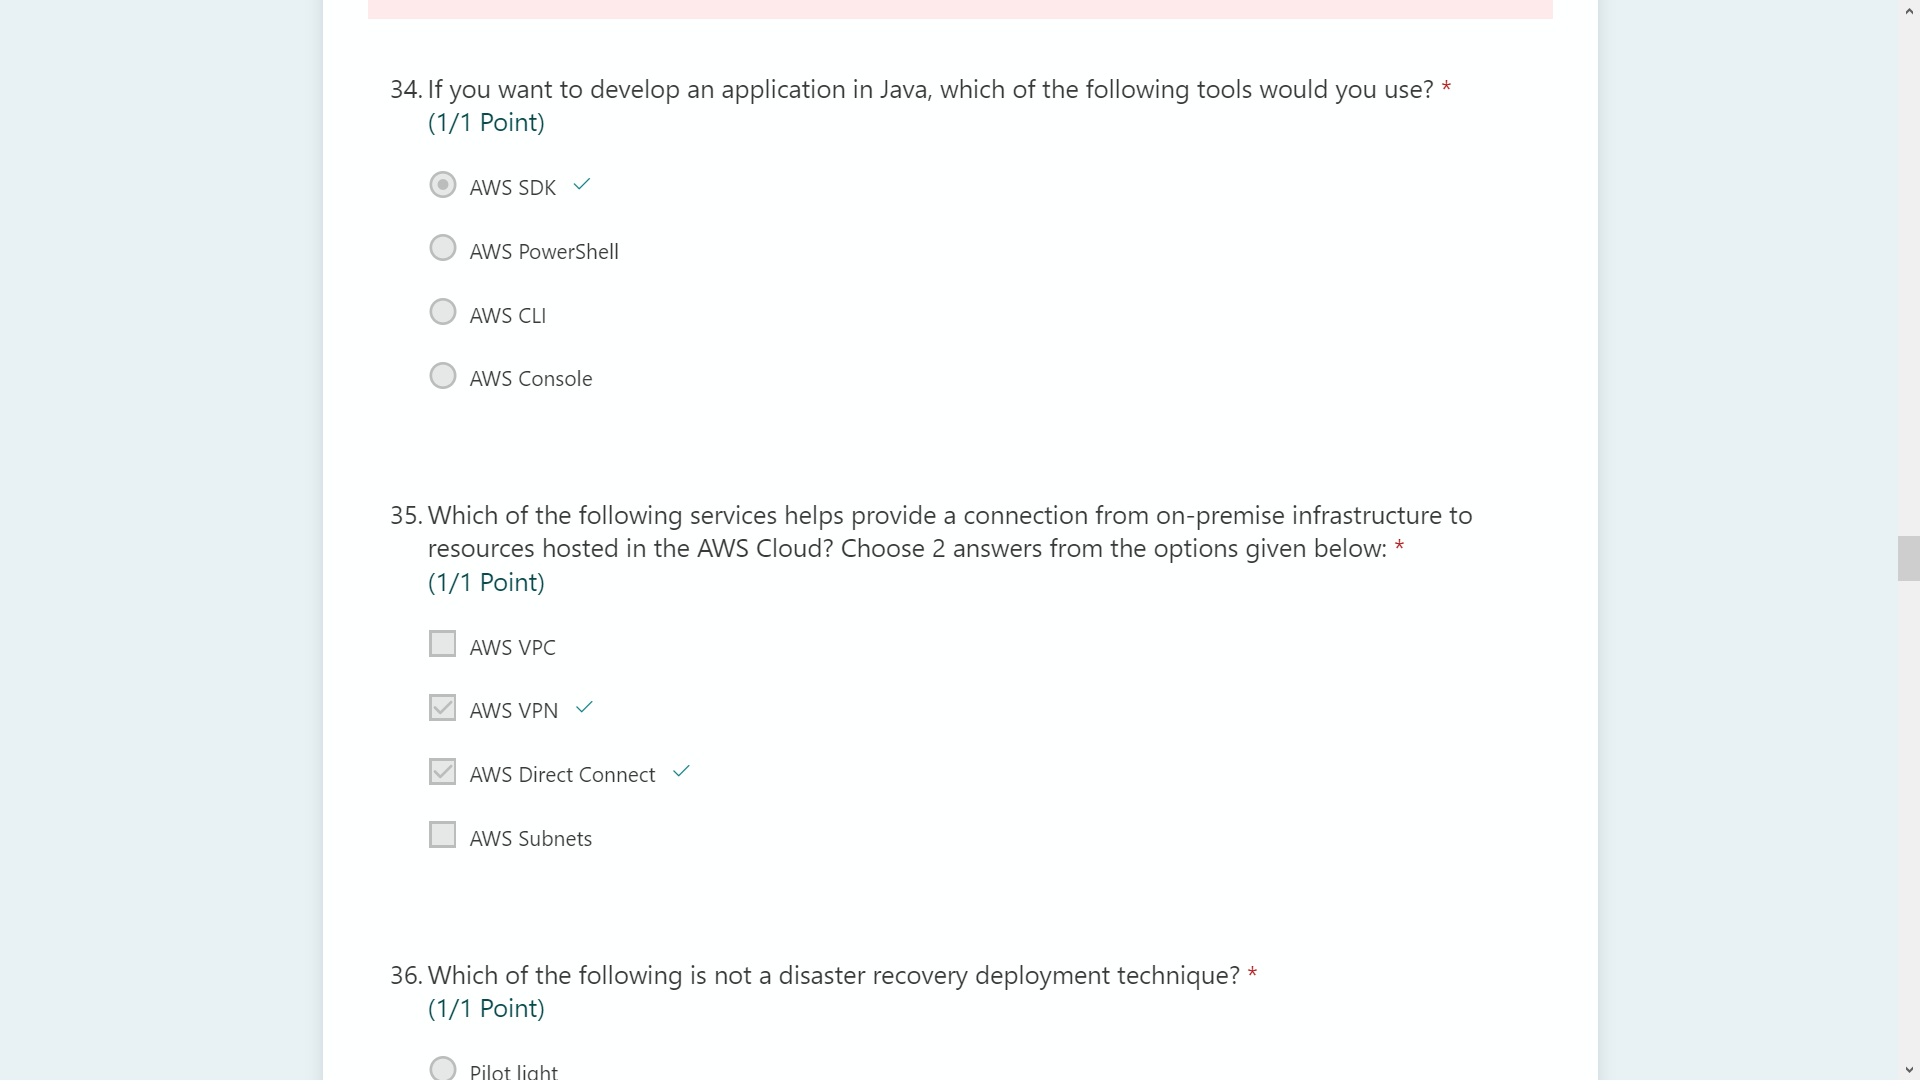 34. If you want to develop an application in Java, which of the following tools would you use? *
(1/1 Point)
AWS SDK
AWS PowerShell
AWS CLI
AWS Console
35. Which of the following services helps provide a connection from on-premise infrastructure to
resources hosted in the AWS Cloud? Choose 2 answers from the options given below: *
(1/1 Point)
AWS VPC
AWS VPN
AWS Direct Connect
AWS Subnets
36. Which of the following is not a disaster recovery deployment technique? *
(1/1 Point)
Pilot light